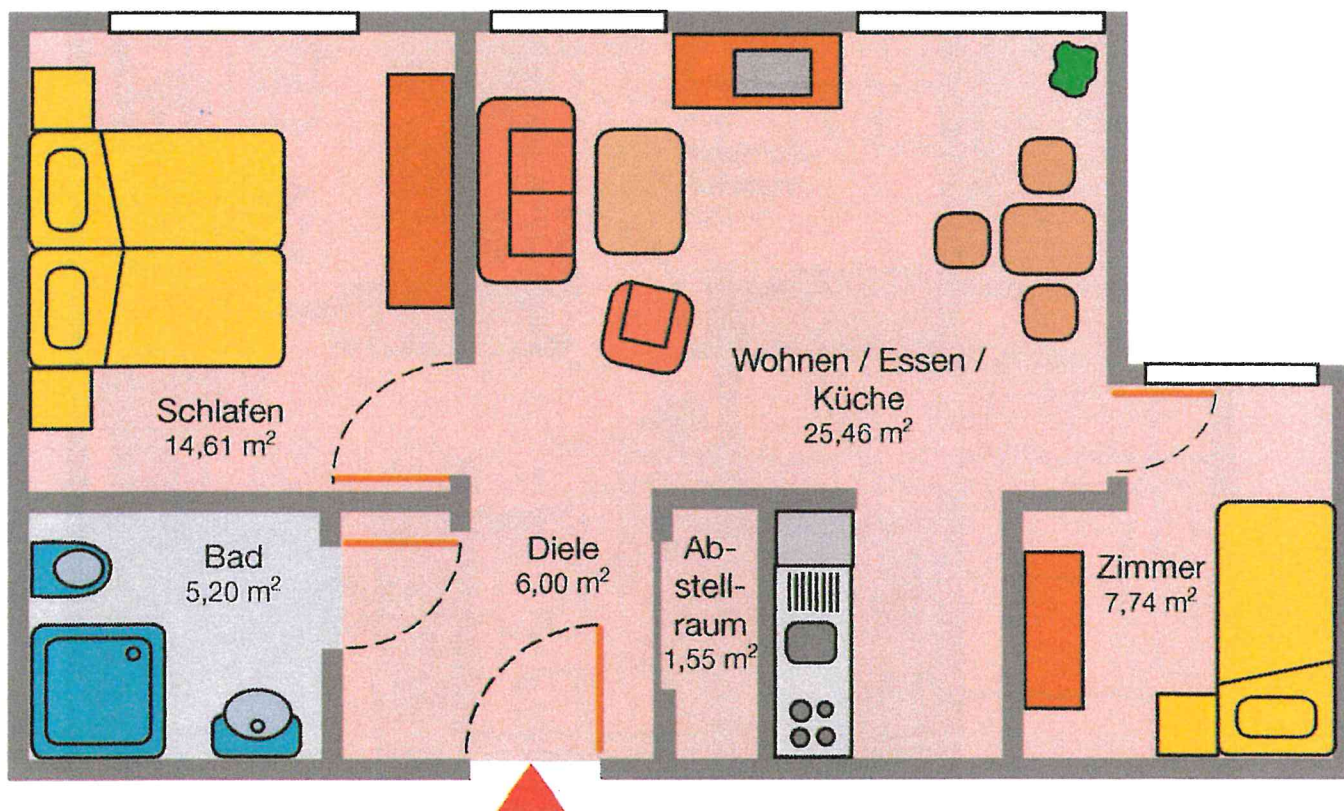 Schlafen
14,61 m²
Wohnen / Essen /
Küche
25,46 m²
Bad
5,20 m²
Diele
6,00 m²
Ab-
stell-
raum
1,55 m²
Zimmer
7,74 m²